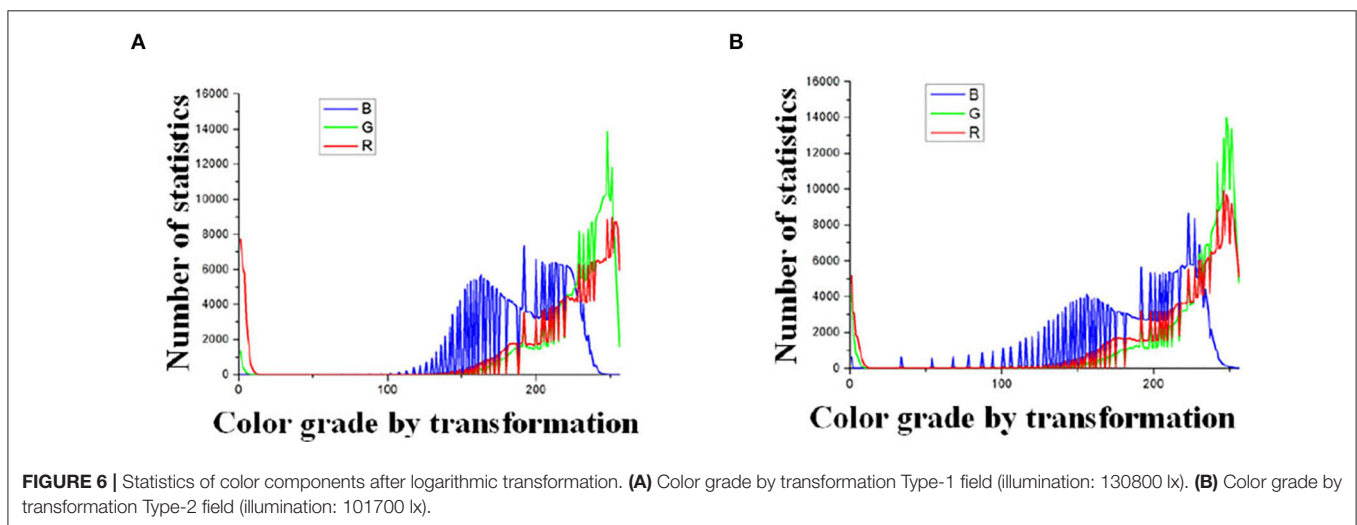 A
B
16000
14000
12000
10000
8000
6000
4000
2000
0
0
100
200
B
G
R
Number of statistics
Color grade by transformation
16000
14000
12000
10000
8000
6000
4000
2000
0
0
100
200
B
G
R
Number of statistics
Color grade by transformation
FIGURE 6 | Statistics of color components after logarithmic transformation. (A) Color grade by transformation Type-1 field (illumination: 130800 lx). (B) Color grade by
transformation Type-2 field (illumination: 101700 lx).